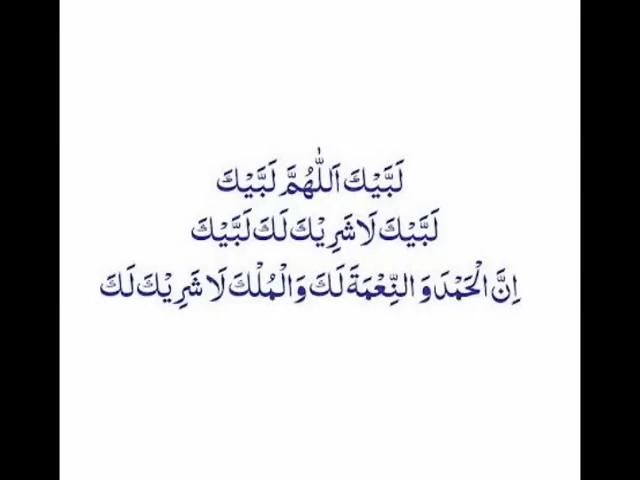 لَبَّيْكَ اَللّٰهُمَّ لَبَّيْكَ
لَبَّيْكَ لَا شَرِيْكَ لَكَ لَبَّيْكَ
اِنَّ الْحَمْدَ وَ النِّعْمَةَ لَكَ وَالْمُلْكَ لَا شَرِيْكَ لَكَ